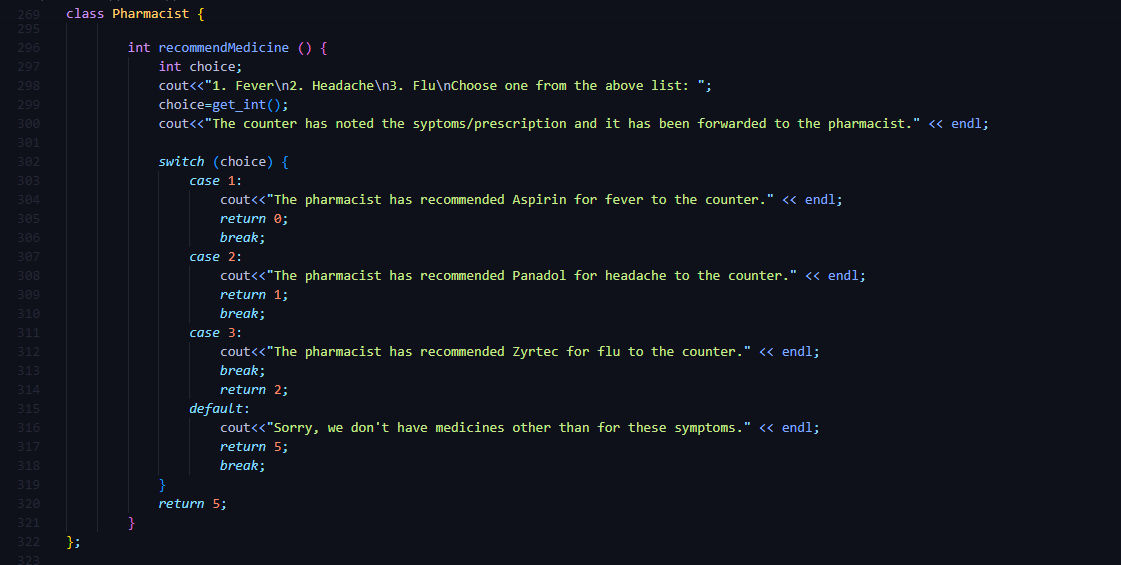 269 class Pharmacist {
295
296 int recommendMedicine () {
297 int choice;
298 cout<<"1. Fever\n2. Headache\n3. Flu\nChoose one from the above list: ";
299 choice=get_int();
300 cout<<"The counter has noted the syptoms/prescription and it has been forwarded to the pharmacist." << endl;
301
302 switch (choice) {
303 case 1:
304 cout<<"The pharmacist has recommended Aspirin for fever to the counter." << endl;
305 return 0;
306 break;
307 case 2:
308 cout<<"The pharmacist has recommended Panadol for headache to the counter." << endl;
309 return 1;
310 break;
311 case 3:
312 cout<<"The pharmacist has recommended Zyrtec for flu to the counter." << endl;
313 break;
314 return 2;
315 default:
316 cout<<"Sorry, we don't have medicines other than for these symptoms." << endl;
317 return 5;
318 break;
319 }
320 return 5;
321 }
322 };
323